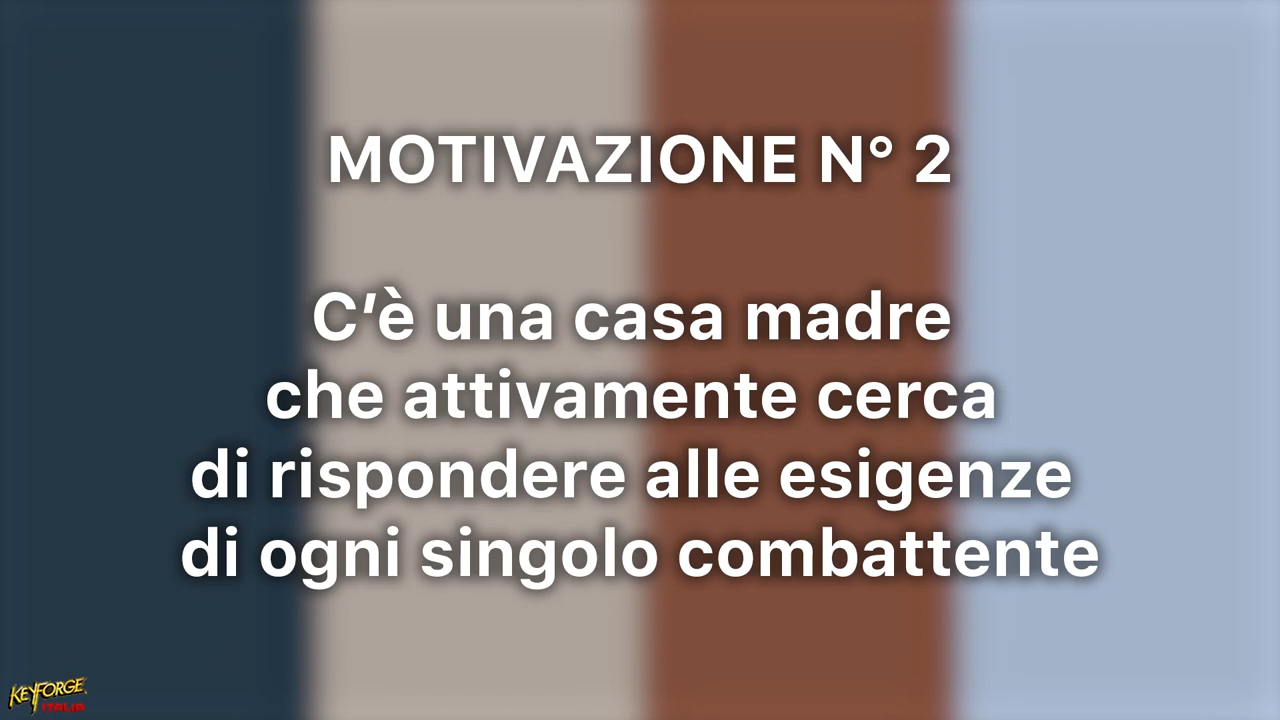 MOTIVAZIONE N° 2
C'è una casa madre
che attivamente cerca
di rispondere alle esigenze
di ogni singolo combattente
KEYFORGE
ITALIA